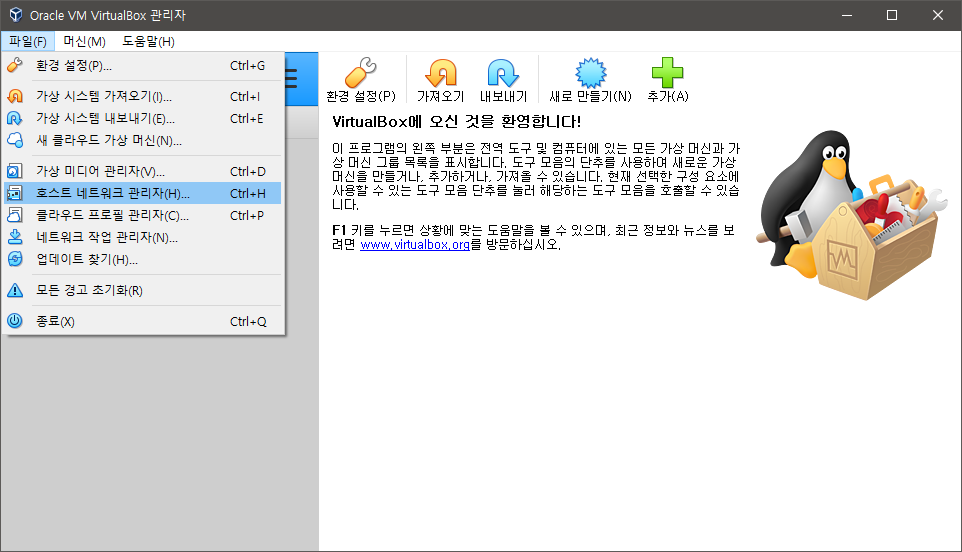 Oracle VM VirtualBox 관리자
파일(F) 머신(M) 도움말(H)
환경 설정(P)... Ctrl+G
가상 시스템 가져오기(I)... Ctrl+I
가상 시스템 내보내기(E)... Ctrl+E
새 클라우드 가상 머신(N)...
가상 미디어 관리자(V)... Ctrl+D
호스트 네트워크 관리자(H)... Ctrl+H
클라우드 프로필 관리자(C)... Ctrl+P
네트워크 작업 관리자(N)...
업데이트 찾기(H)...
모든 경고 초기화(R)
종료(X) Ctrl+Q
환경 설정(P) 가져오기 내보내기 새로 만들기(N) 추가(A)
VirtualBox에 오신 것을 환영합니다!
이 프로그램의 왼쪽 부분은 전역 도구 및 컴퓨터에 있는 모든 가상 머신과 가
상 머신 그룹 목록을 표시합니다. 도구 모음의 단추를 사용하여 새로운 가상
머신을 만들거나, 추가하거나, 가져올 수 있습니다. 현재 선택한 구성 요소에
사용할 수 있는 도구 모음 단추를 눌러 해당하는 도구 모음을 호출할 수 있습
니다.
F1 키를 누르면 상황에 맞는 도움말을 볼 수 있으며, 최근 정보와 뉴스를 보
려면 www.virtualbox.org를 방문하십시오.